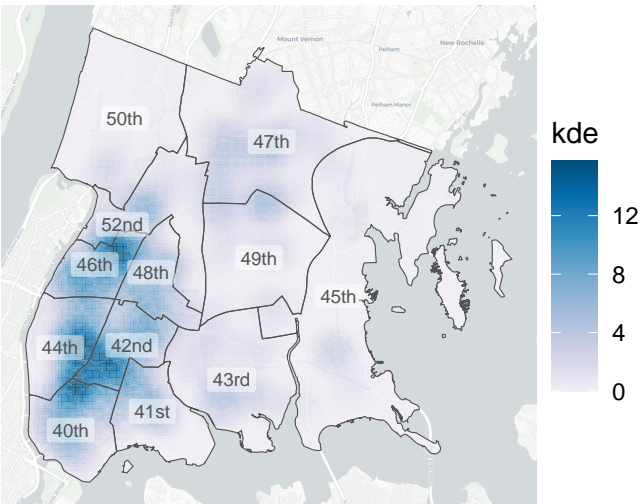 Mount Vernon
New Rochelle
Pelham
Pelham Manor
50th
47th
kde
52nd
12
46th
48th
49th
8
45th
44th
42nd
4
43rd
0
41st
40th